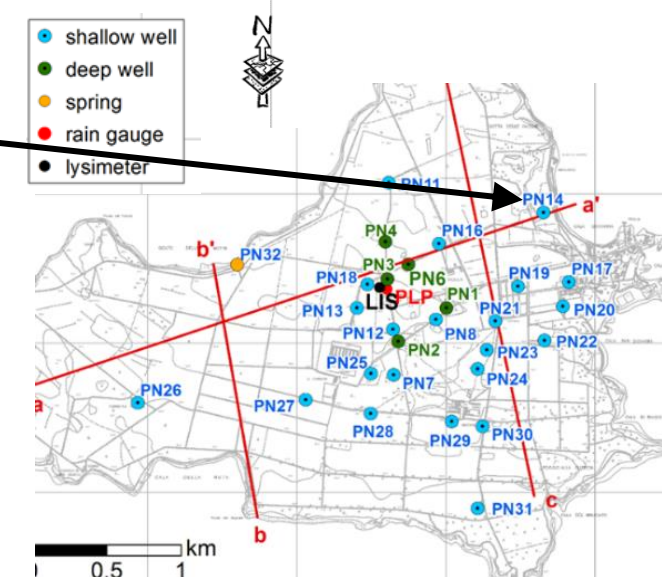 N
shallow well
deep well
spring
rain gauge
lysimeter
PN11
PN14
a'
PN4
PN16
b'
PN32
PN3
PN6
PN18
PN19
PN17
PLP
LIS
PN1
PN13
PN21
PN20
PN12
PN8
PN2
PN23
PN22
PN25
PN7
PN24
a
PN26
PN27
PN28
PN29
PN30
c
PN31
b
km
0.5
1